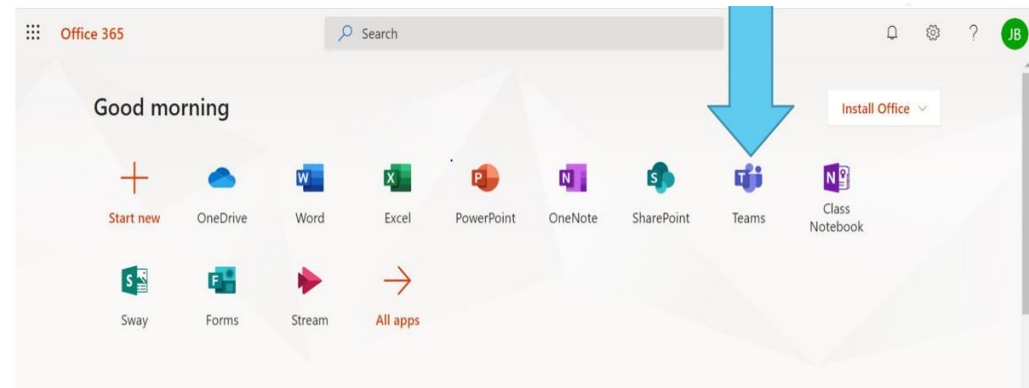 Office 365
Search
JB
Good morning
Install Office
W
X
P
N
S
T
N
Start new
OneDrive
Word
Excel
PowerPoint
OneNote
SharePoint
Teams
Class
Notebook
S
F
Sway
Forms
Stream
All apps